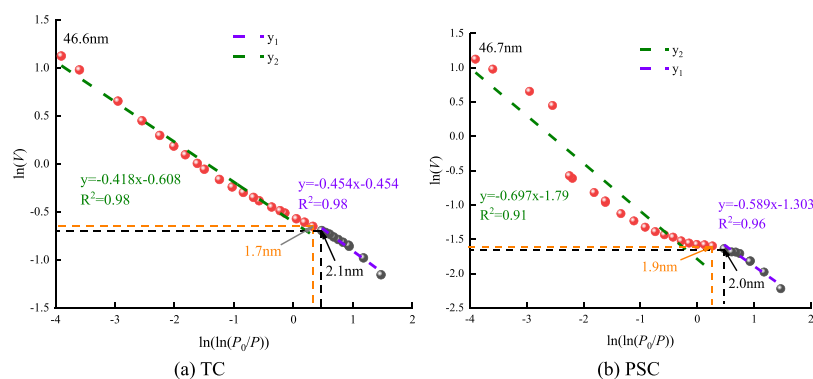 46.6nm
y₁
y₂
y=-0.418x-0.608
R²=0.98
y=-0.454x-0.454
R²=0.98
1.7nm
2.1nm
ln(V)
1.5
1.0
0.5
0.0
-0.5
-1.0
-1.5
-4 -3 -2 -1 0 1 2
ln(ln(P₀/P))
(a) TC
46.7nm
y₂
y₁
y=-0.697x-1.79
R²=0.91
y=-0.589x-1.303
R²=0.96
1.9nm
2.0nm
ln(V)
1.5
1.0
0.5
0.0
-0.5
-1.0
-1.5
-2.0
-2.5
-4 -3 -2 -1 0 1 2
ln(ln(P₀/P))
(b) PSC